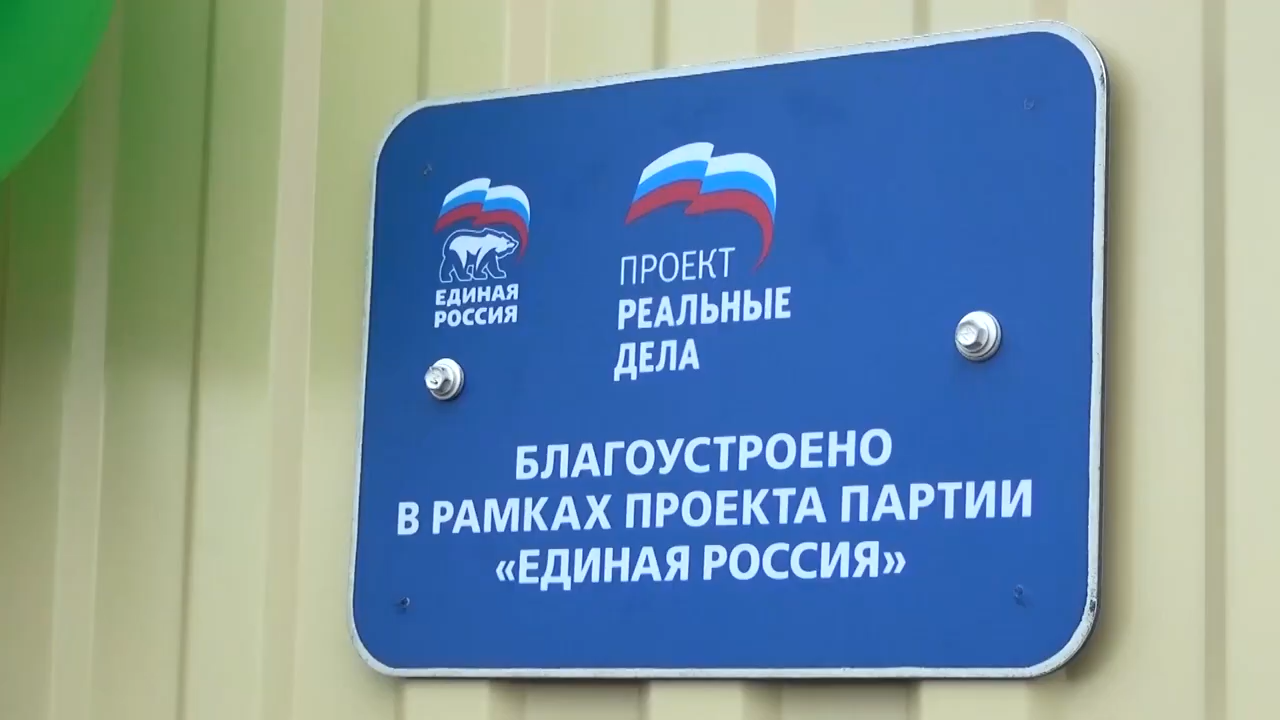 ЕДИНАЯ
РОССИЯ
ПРОЕКТ
РЕАЛЬНЫЕ
ДЕЛА
БЛАГОУСТРОЕНО
В РАМКАХ ПРОЕКТА ПАРТИИ
«ЕДИНАЯ РОССИЯ»